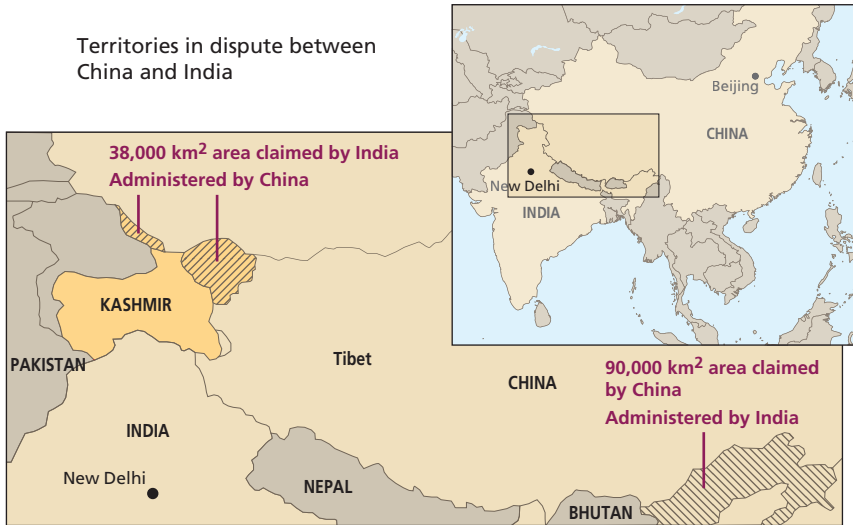 Territories in dispute between
China and India
Beijing
CHINA
New Delhi
INDIA
38,000 km² area claimed by India
Administered by China
KASHMIR
PAKISTAN
Tibet
CHINA
90,000 km² area claimed
by China
Administered by India
INDIA
New Delhi
NEPAL
BHUTAN